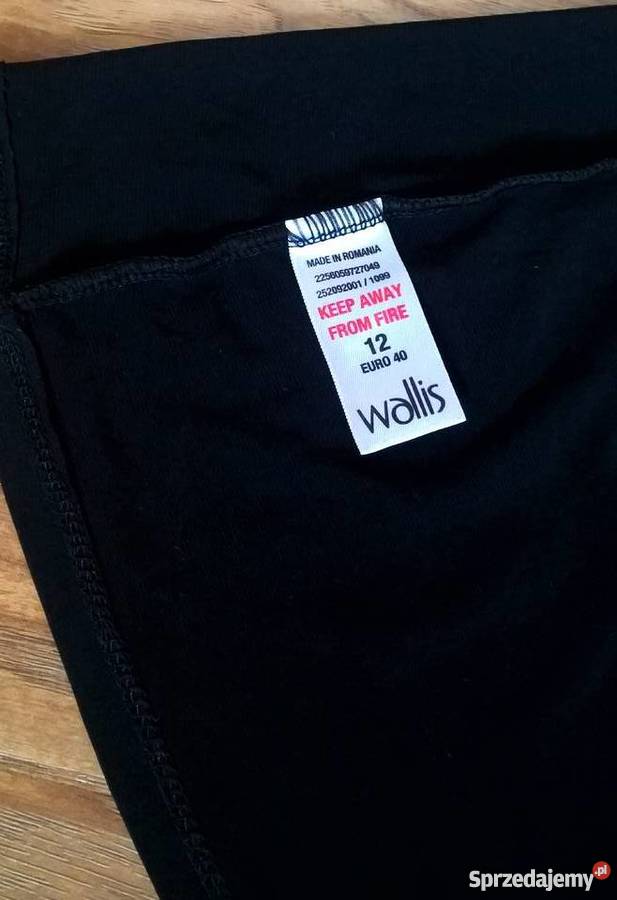 MADE IN ROMANIA
2256059727049
252092001 / 1099
KEEP AWAY
FROM FIRE
12
EURO 40
wallis
Sprzedajemy.pl